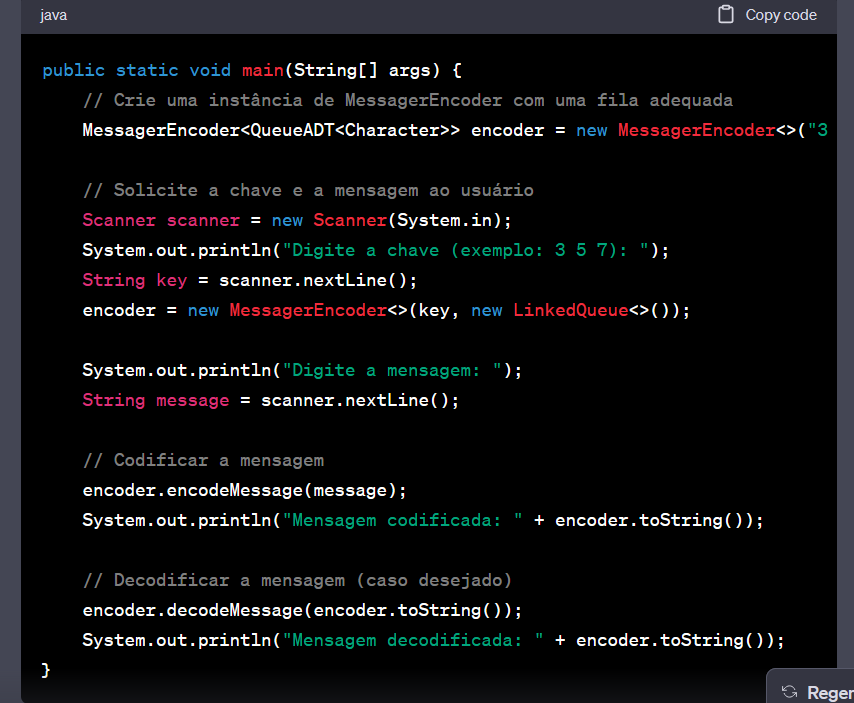 java
Copy code
public static void main(String[] args) {
// Crie uma instância de MessagerEncoder com uma fila adequada
MessagerEncoder<QueueADT<Character>> encoder = new MessagerEncoder<>("3
// Solicite a chave e a mensagem ao usuário
Scanner scanner = new Scanner(System.in);
System.out.println("Digite a chave (exemplo: 3 5 7): ");
String key = scanner.nextLine();
encoder = new MessagerEncoder<>(key, new LinkedQueue<>());
System.out.println("Digite a mensagem: ");
String message = scanner.nextLine();
// Codificar a mensagem
encoder.encodeMessage(message);
System.out.println("Mensagem codificada: " + encoder.toString());
// Decodificar a mensagem (caso desejado)
encoder.decodeMessage(encoder.toString());
System.out.println("Mensagem decodificada: " + encoder.toString());
}
Reger